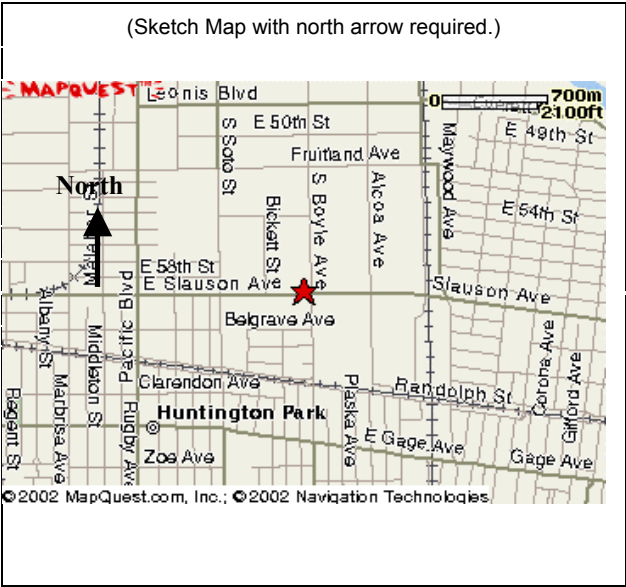 (Sketch Map with north arrow required.)
MAPQUEST
Leonis Blvd
0 700m
2100ft
E 50th St
E 49th St
S Soto St
Fruitland Ave
Maywood Ave
North
S Boyle Ave
Alcoa Ave
E 54th St
Bickett St
E 58th St
E Slauson Ave
Slauson Ave
Albany St
Pacific Blvd
Belgrave Ave
Middleton St
Clarendon Ave
Randolph St
Corona Ave
Gifford Ave
Regent St
Marbrisa Ave
Rugby Ave
Huntington Park
Plaska Ave
E Gage Ave
Gage Ave
Zoe Ave
©2002 MapQuest.com, Inc.; ©2002 Navigation Technologies